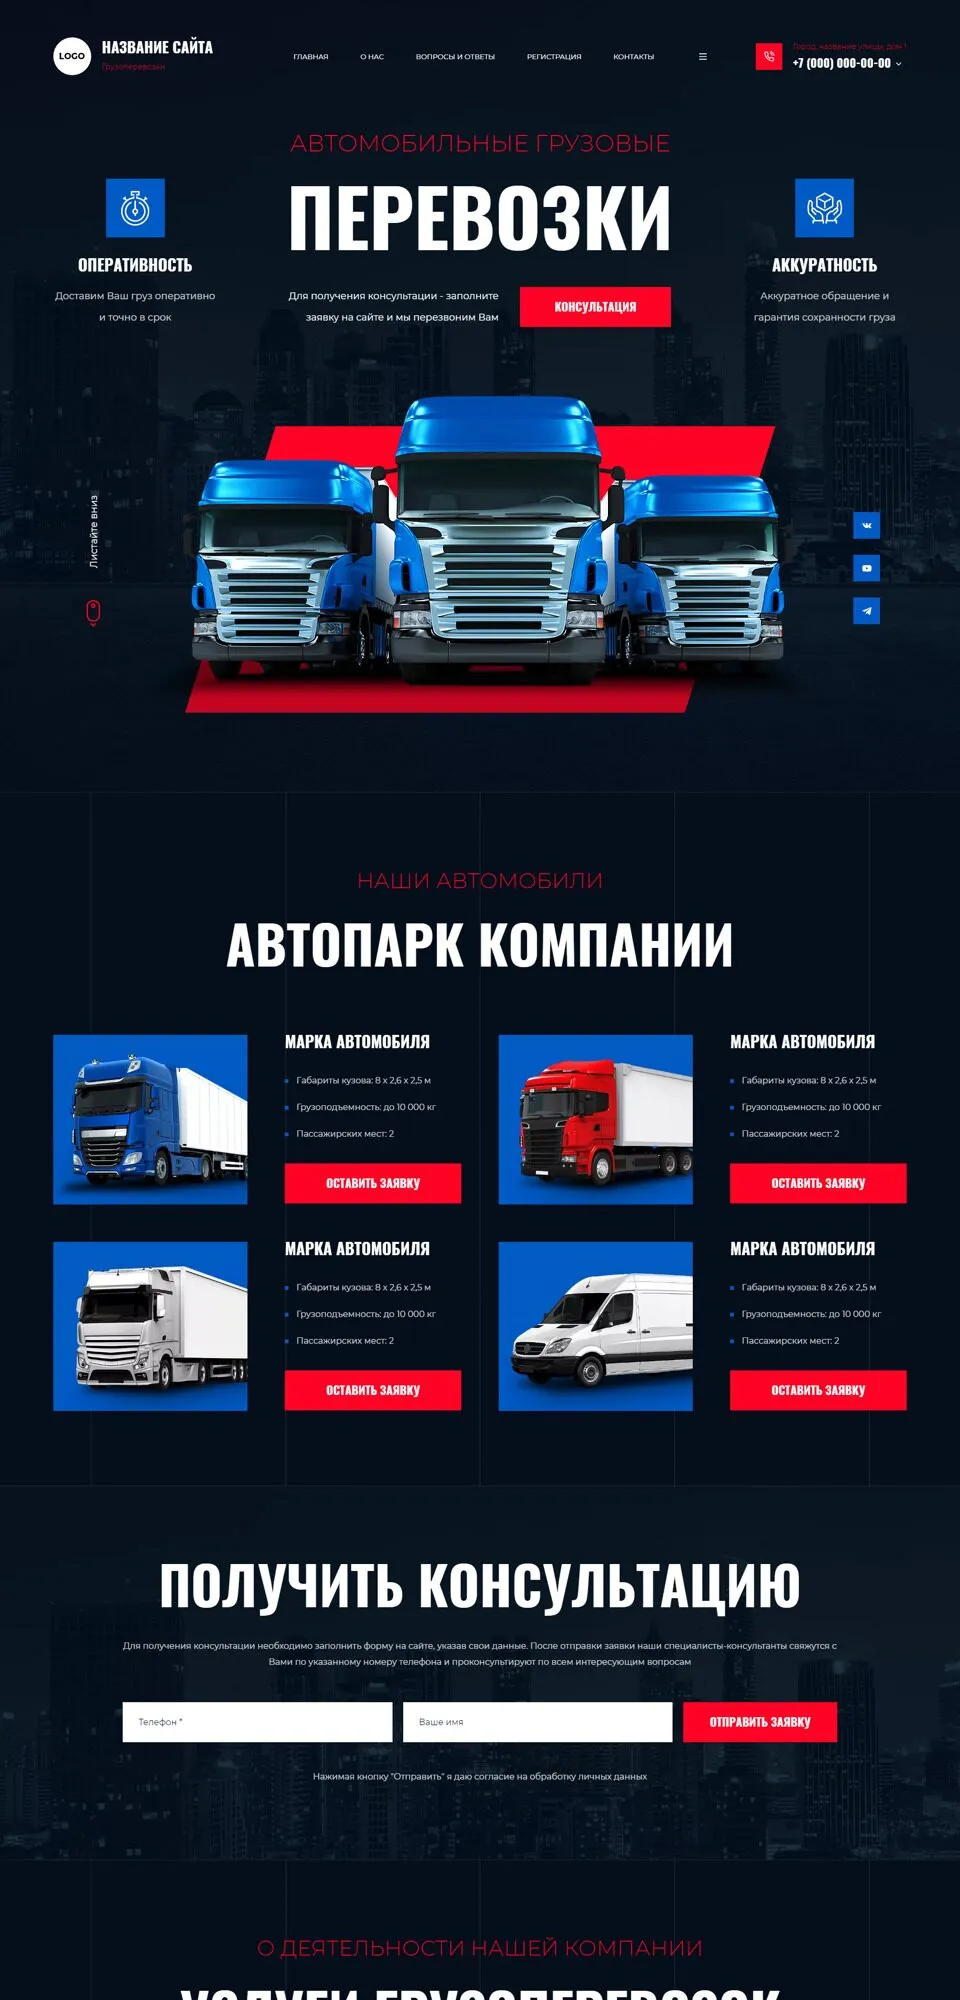 LOGO
НАЗВАНИЕ САЙТА
Грузоперевозки
ГЛАВНАЯ
О НАС
ВОПРОСЫ И ОТВЕТЫ
РЕГИСТРАЦИЯ
КОНТАКТЫ
Город, название улицы, дом 1
+7 (000) 000-00-00
АВТОМОБИЛЬНЫЕ ГРУЗОВЫЕ
ПЕРЕВОЗКИ
ОПЕРАТИВНОСТЬ
Доставим Ваш груз оперативно
и точно в срок
Для получения консультации - заполните
заявку на сайте и мы перезвоним Вам
КОНСУЛЬТАЦИЯ
АККУРАТНОСТЬ
Аккуратное обращение и
гарантия сохранности груза
Листайте вниз
НАШИ АВТОМОБИЛИ
АВТОПАРК КОМПАНИИ
МАРКА АВТОМОБИЛЯ
Габариты кузова: 8 х 2,6 х 2,5 м
Грузоподъемность: до 10 000 кг
Пассажирских мест: 2
ОСТАВИТЬ ЗАЯВКУ
МАРКА АВТОМОБИЛЯ
Габариты кузова: 8 х 2,6 х 2,5 м
Грузоподъемность: до 10 000 кг
Пассажирских мест: 2
ОСТАВИТЬ ЗАЯВКУ
МАРКА АВТОМОБИЛЯ
Габариты кузова: 8 х 2,6 х 2,5 м
Грузоподъемность: до 10 000 кг
Пассажирских мест: 2
ОСТАВИТЬ ЗАЯВКУ
МАРКА АВТОМОБИЛЯ
Габариты кузова: 8 х 2,6 х 2,5 м
Грузоподъемность: до 10 000 кг
Пассажирских мест: 2
ОСТАВИТЬ ЗАЯВКУ
ПОЛУЧИТЬ КОНСУЛЬТАЦИЮ
Для получения консультации необходимо заполнить форму на сайте, указав свои данные. После отправки заявки наши специалисты-консультанты свяжутся с
Вами по указанному номеру телефона и проконсультируют по всем интересующим вопросам
Телефон *
Ваше имя
ОТПРАВИТЬ ЗАЯВКУ
Нажимая кнопку "Отправить" я даю согласие на обработку личных данных
О ДЕЯТЕЛЬНОСТИ НАШЕЙ КОМПАНИИ
УСЛУГИ ГРУЗОПЕРЕВОЗОК